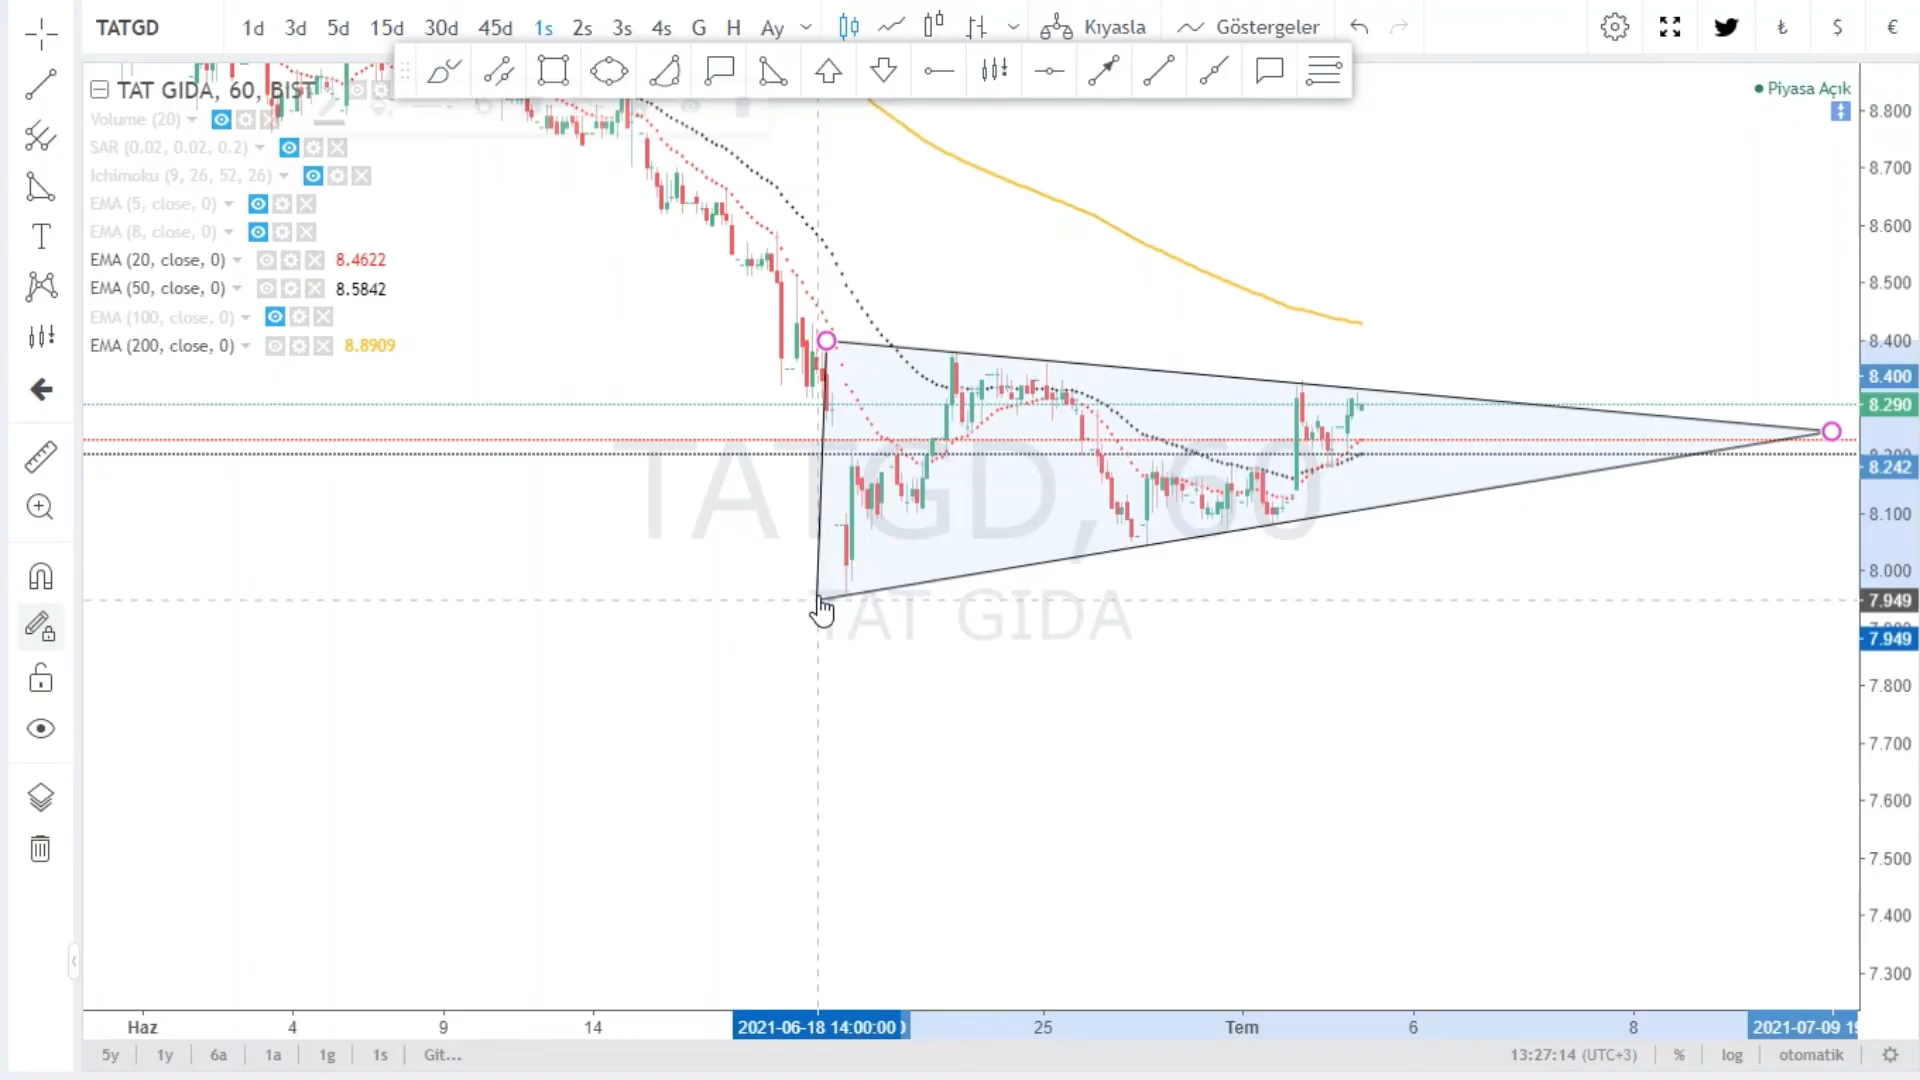 TATGD 1d 3d 5d 15d 30d 45d 1s 2s 3s 4s G H Ay Kıyasla Göstergeler ₺ $ €
TAT GIDA, 60, BIST
Volume (20)
SAR (0.02, 0.02, 0.2)
Ichimoku (9, 26, 52, 26)
EMA (5, close, 0)
EMA (8, close, 0)
EMA (20, close, 0) 8.4622
EMA (50, close, 0) 8.5842
EMA (100, close, 0)
EMA (200, close, 0) 8.8909
Piyasa Açık
8.800
8.700
8.600
8.500
8.400
8.400
8.290
8.242
8.100
8.000
7.949
7.949
7.800
7.700
7.600
7.500
7.400
7.300
TATGD, 60
TAT GIDA
Haz 4 9 14 2021-06-18 14:00:00 25 Tem 6 8 2021-07-09
5y 1y 6a 1a 1g 1s Git... 13:27:14 (UTC+3) % log otomatik